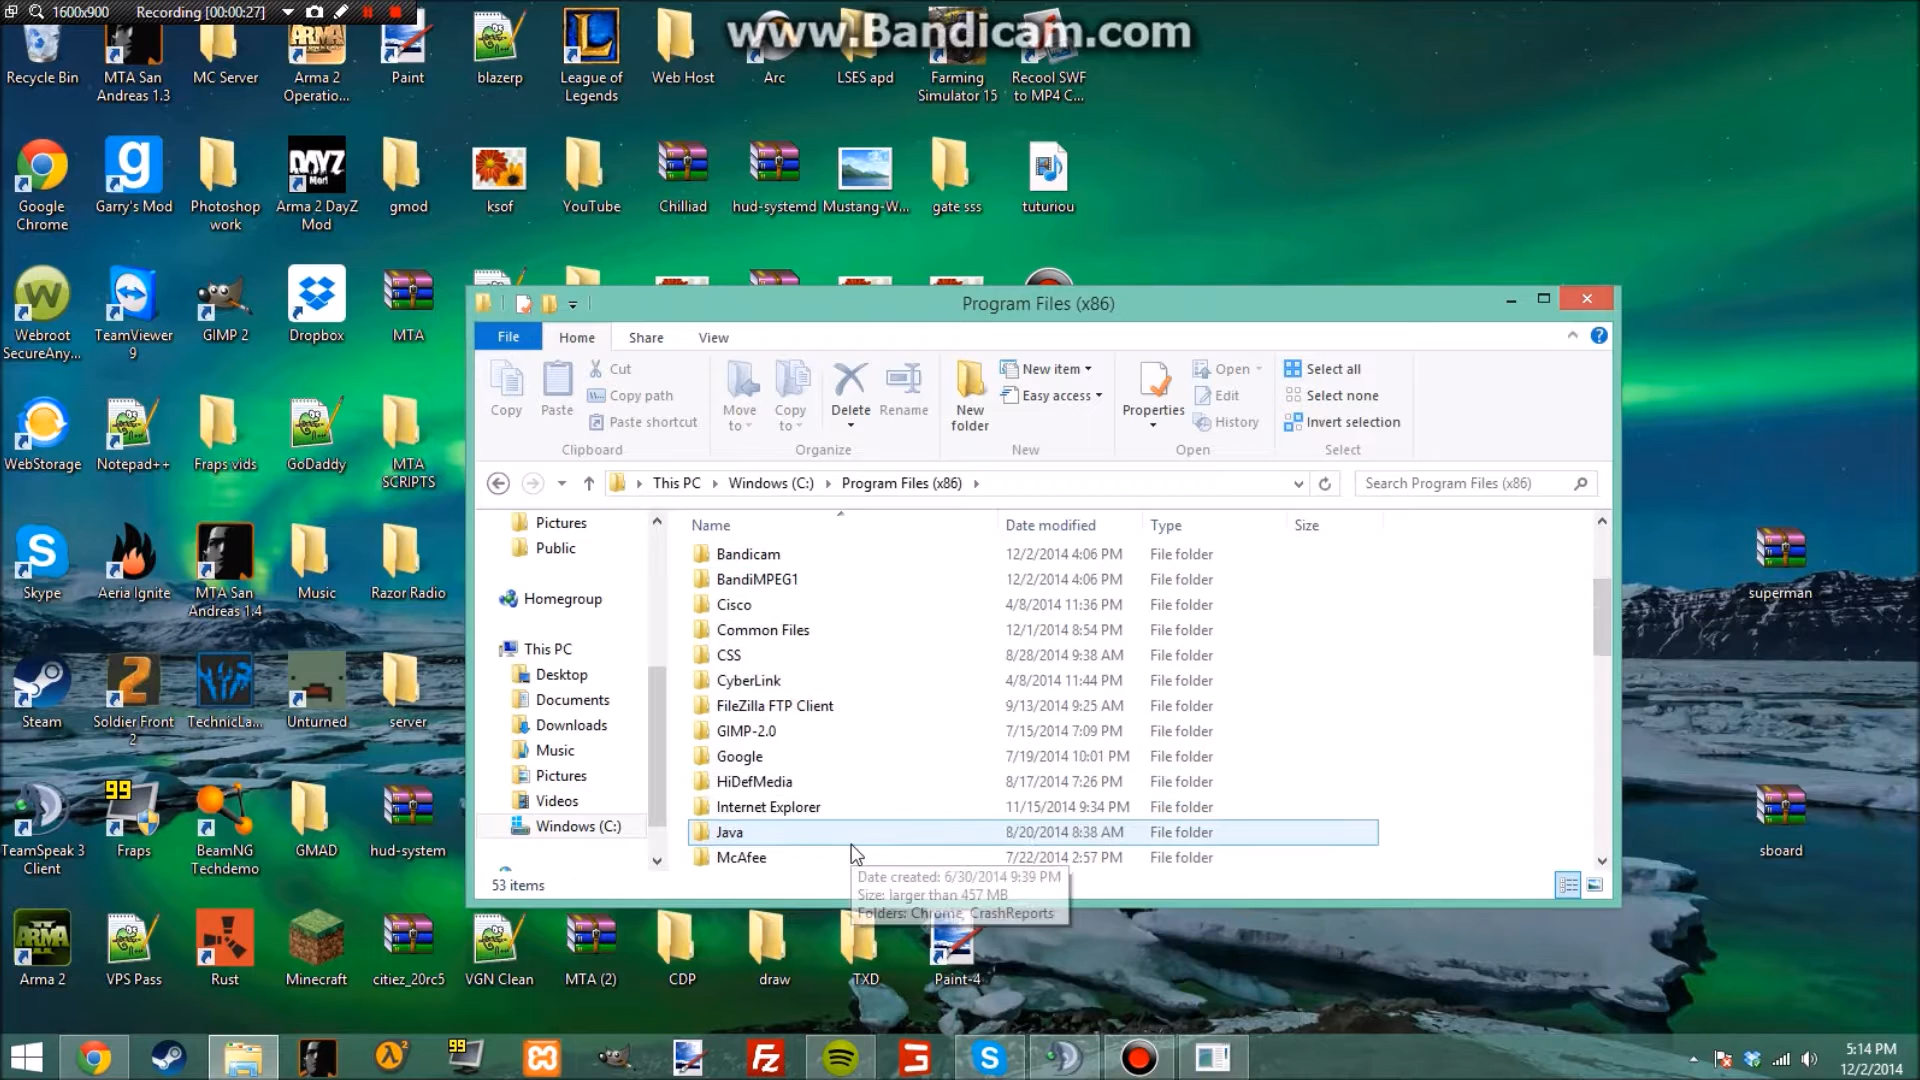 1600x900 Recording [00:00:27]
www.Bandicam.com
Recycle Bin
MTA San Andreas 1.3
MC Server
Arma 2 Operatio...
Paint
blazerp
League of Legends
Web Host
Arc
LSES apd
Farming Simulator 15
Recool SWF to MP4 C...
Google Chrome
Garry's Mod
Photoshop work
Arma 2 DayZ Mod
gmod
ksof
YouTube
Chilliad
hud-systemd
Mustang-W...
gate sss
tuturiou
Webroot SecureAny...
TeamViewer 9
GIMP 2
Dropbox
MTA
WebStorage
Notepad++
Fraps vids
GoDaddy
MTA SCRIPTS
Skype
Aeria Ignite
MTA San Andreas 1.4
Music
Razor Radio
Steam
Soldier Front 2
TechnicLa...
Unturned
server
TeamSpeak 3 Client
99
Fraps
BeamNG Techdemo
GMAD
hud-system
Arma 2
VPS Pass
Rust
Minecraft
citiez_20rc5
VGN Clean
MTA (2)
CDP
draw
TXD
Paint-4
superman
sboard
Program Files (x86)
File Home Share View
Copy
Paste
Cut
Copy path
Paste shortcut
Clipboard
Move to
Copy to
Delete
Rename
Organize
New folder
New item
Easy access
New
Properties
Open
Edit
History
Open
Select all
Select none
Invert selection
Select
This PC Windows (C:) Program Files (x86)
Search Program Files (x86)
Pictures
Public
Homegroup
This PC
Desktop
Documents
Downloads
Music
Pictures
Videos
Windows (C:)
Name Date modified Type Size
Bandicam 12/2/2014 4:06 PM File folder
BandiMPEG1 12/2/2014 4:06 PM File folder
Cisco 4/8/2014 11:36 PM File folder
Common Files 12/1/2014 8:54 PM File folder
CSS 8/28/2014 9:38 AM File folder
CyberLink 4/8/2014 11:44 PM File folder
FileZilla FTP Client 9/13/2014 9:25 AM File folder
GIMP-2.0 7/15/2014 7:09 PM File folder
Google 7/19/2014 10:01 PM File folder
HiDefMedia 8/17/2014 7:26 PM File folder
Internet Explorer 11/15/2014 9:34 PM File folder
Java 8/20/2014 8:38 AM File folder
McAfee 7/22/2014 2:57 PM File folder
Date created: 6/30/2014 9:39 PM
Size: larger than 457 MB
Folders: Chrome, CrashReports
53 items
99
5:14 PM
12/2/2014